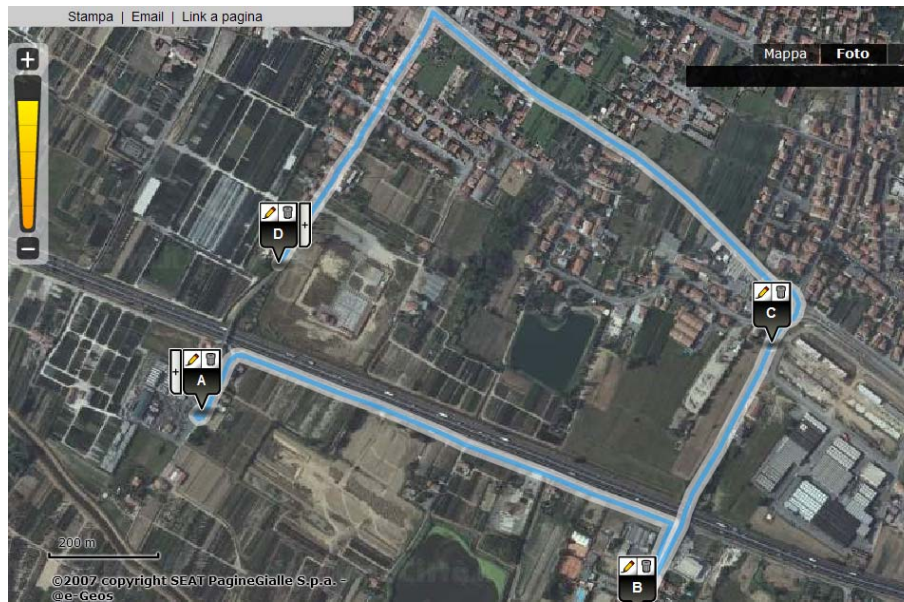 Stampa | Email | Link a pagina
Mappa Foto
+
D
+
C
+
A
B
200 m
©2007 copyright SEAT PagineGialle S.p.a. -
@e-Geos